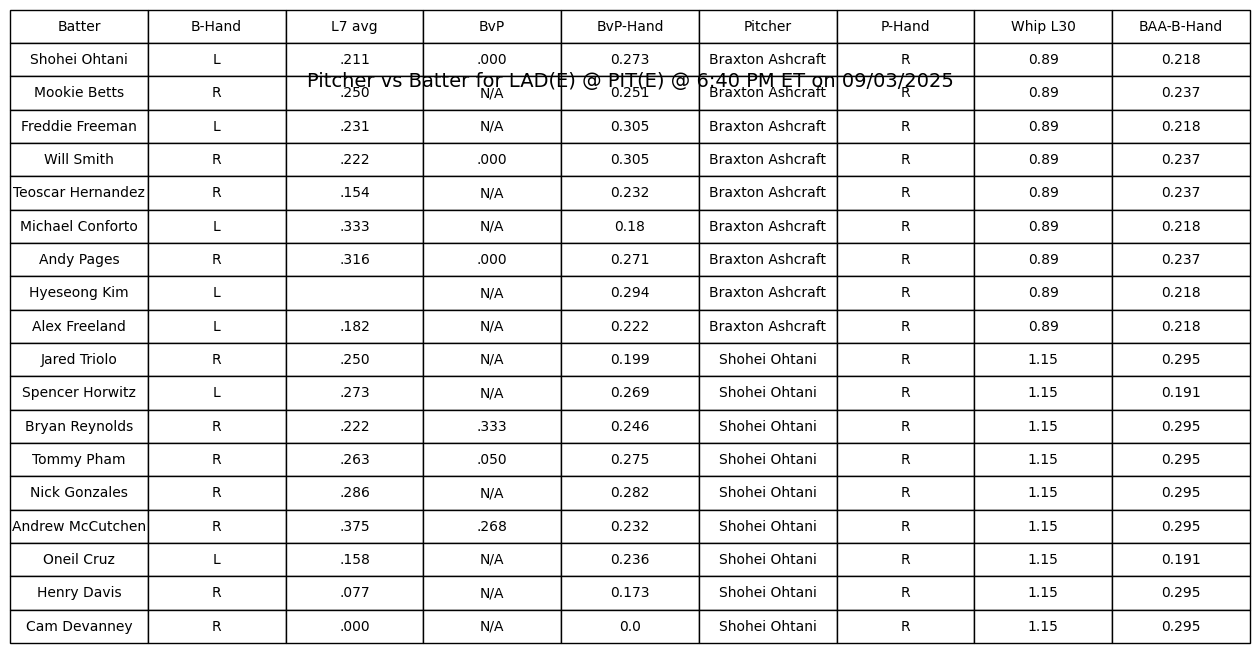 Batter B-Hand L7 avg BvP BvP-Hand Pitcher P-Hand Whip L30 BAA-B-Hand
Shohei Ohtani L .211 .000 0.273 Braxton Ashcraft R 0.89 0.218
Pitcher vs Batter for LAD(E) @ PIT(E) @ 6:40 PM ET on 09/03/2025
Mookie Betts R .250 N/A 0.251 Braxton Ashcraft R 0.89 0.237
Freddie Freeman L .231 N/A 0.305 Braxton Ashcraft R 0.89 0.218
Will Smith R .222 .000 0.305 Braxton Ashcraft R 0.89 0.237
Teoscar Hernandez R .154 N/A 0.232 Braxton Ashcraft R 0.89 0.237
Michael Conforto L .333 N/A 0.18 Braxton Ashcraft R 0.89 0.218
Andy Pages R .316 .000 0.271 Braxton Ashcraft R 0.89 0.237
Hyeseong Kim L N/A 0.294 Braxton Ashcraft R 0.89 0.218
Alex Freeland L .182 N/A 0.222 Braxton Ashcraft R 0.89 0.218
Jared Triolo R .250 N/A 0.199 Shohei Ohtani R 1.15 0.295
Spencer Horwitz L .273 N/A 0.269 Shohei Ohtani R 1.15 0.191
Bryan Reynolds R .222 .333 0.246 Shohei Ohtani R 1.15 0.295
Tommy Pham R .263 .050 0.275 Shohei Ohtani R 1.15 0.295
Nick Gonzales R .286 N/A 0.282 Shohei Ohtani R 1.15 0.295
Andrew McCutchen R .375 .268 0.232 Shohei Ohtani R 1.15 0.295
Oneil Cruz L .158 N/A 0.236 Shohei Ohtani R 1.15 0.191
Henry Davis R .077 N/A 0.173 Shohei Ohtani R 1.15 0.295
Cam Devanney R .000 N/A 0.0 Shohei Ohtani R 1.15 0.295